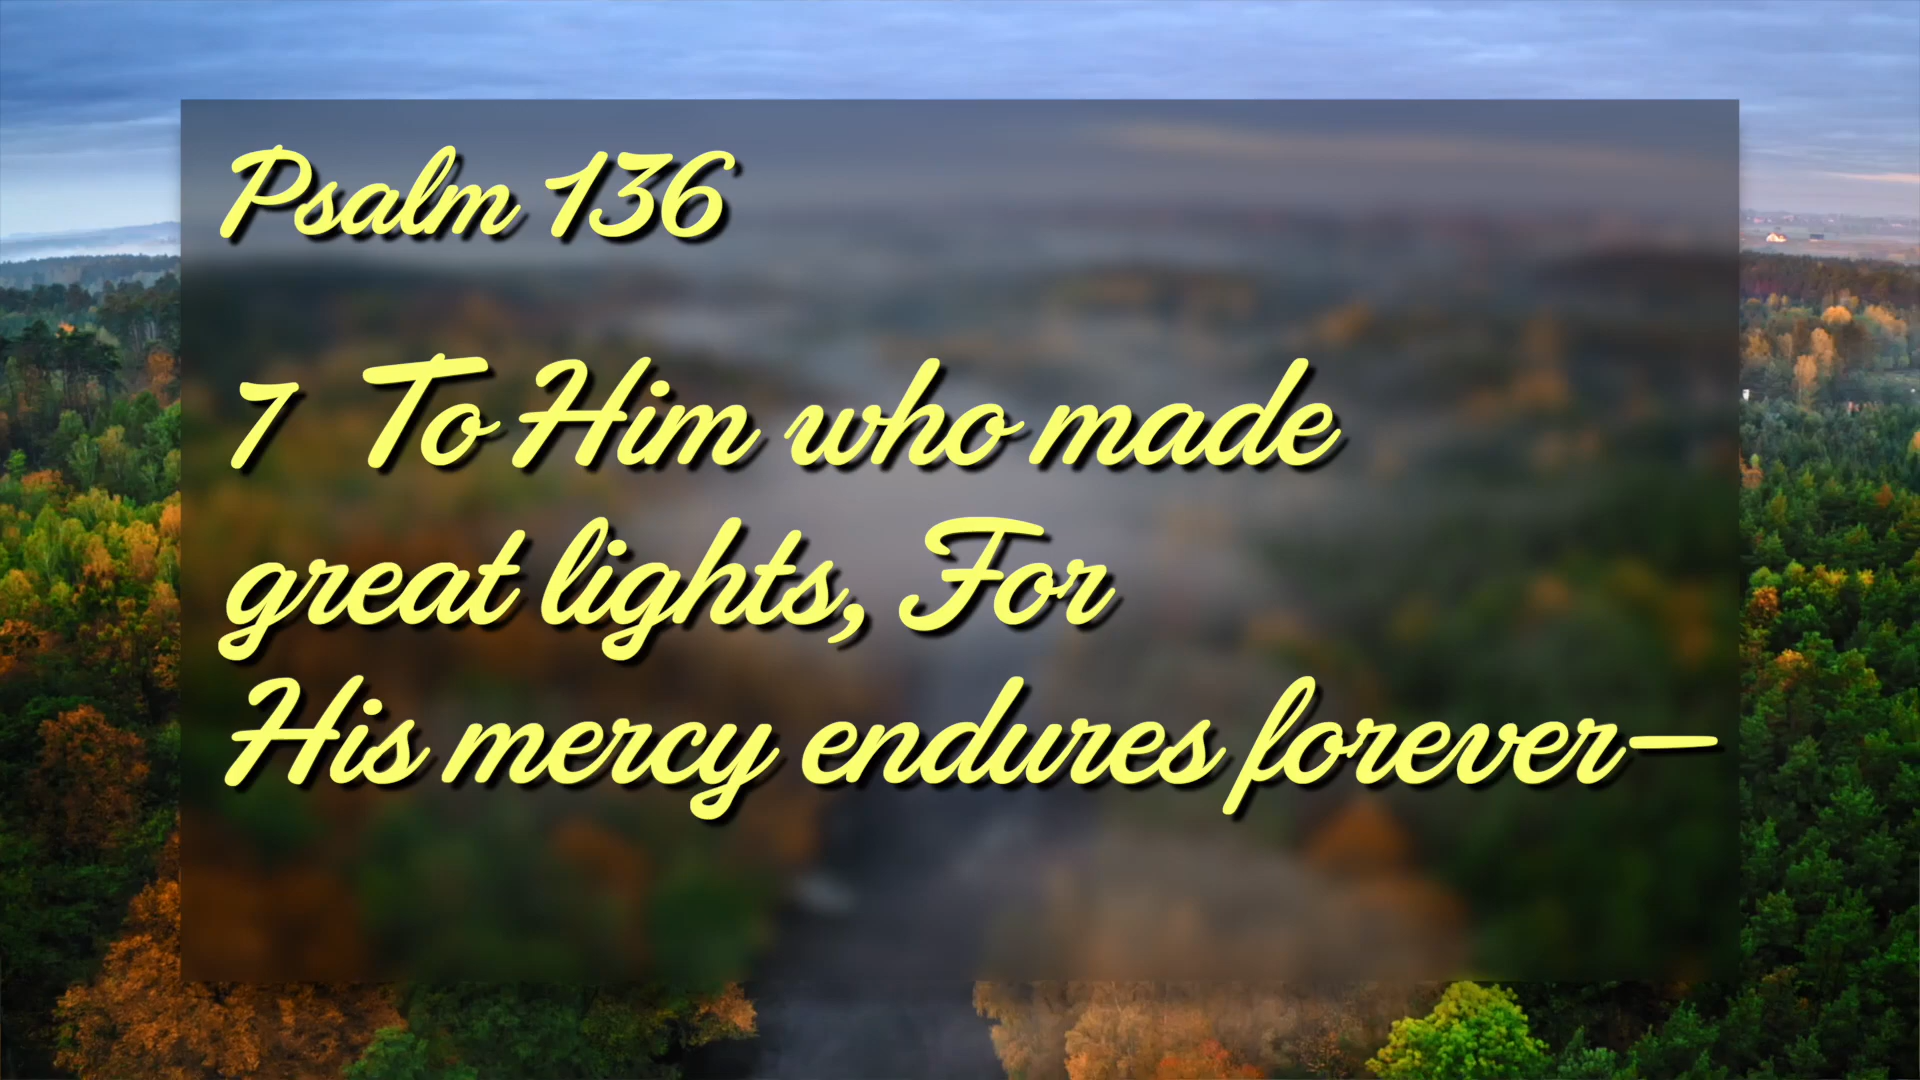 Psalm 136
7 To Him who made
great lights, For
His mercy endures forever—